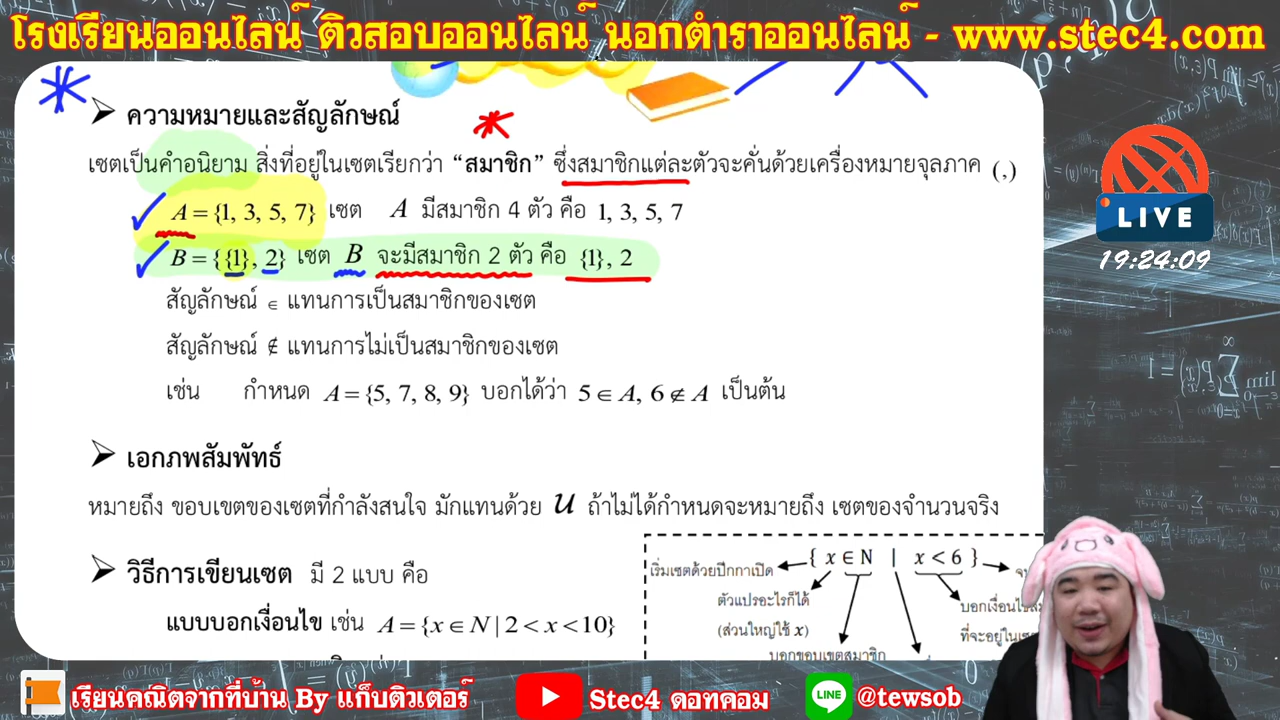 โรงเรียนออนไลน์ ติวสอบออนไลน์ นอกตำราออนไลน์ - www.stec4.com
ความหมายและสัญลักษณ์
เซตเป็นคำอนิยาม สิ่งที่อยู่ในเซตเรียกว่า “สมาชิก” ซึ่งสมาชิกแต่ละตัวจะคั่นด้วยเครื่องหมายจุลภาค (,)
A = {1, 3, 5, 7} เซต A มีสมาชิก 4 ตัว คือ 1, 3, 5, 7
B = {{1}, 2} เซต B จะมีสมาชิก 2 ตัว คือ {1}, 2
สัญลักษณ์ ∈ แทนการเป็นสมาชิกของเซต
สัญลักษณ์ ∉ แทนการไม่เป็นสมาชิกของเซต
เช่น กำหนด A = {5, 7, 8, 9} บอกได้ว่า 5 ∈ A, 6 ∉ A เป็นต้น
LIVE
19:24:09
เอกภพสัมพัทธ์
หมายถึง ขอบเขตของเซตที่กำลังสนใจ มักแทนด้วย u ถ้าไม่ได้กำหนดจะหมายถึง เซตของจำนวนจริง
วิธีการเขียนเซต มี 2 แบบ คือ
แบบบอกเงื่อนไข เช่น A = {x ∈ N | 2 < x < 10}
{ x ∈ N | x < 6 }
เริ่มเซตด้วยปีกกาเปิด
ตัวแปรอะไรก็ได้
(ส่วนใหญ่ใช้ x)
บอกขอบเขตสมาชิก
บอกเงื่อนไข
ที่จะอยู่ในเซต
เรียนคณิตจากที่บ้าน By แก็บติวเตอร์
Stec4 ดอทคอม
LINE
@tewsob